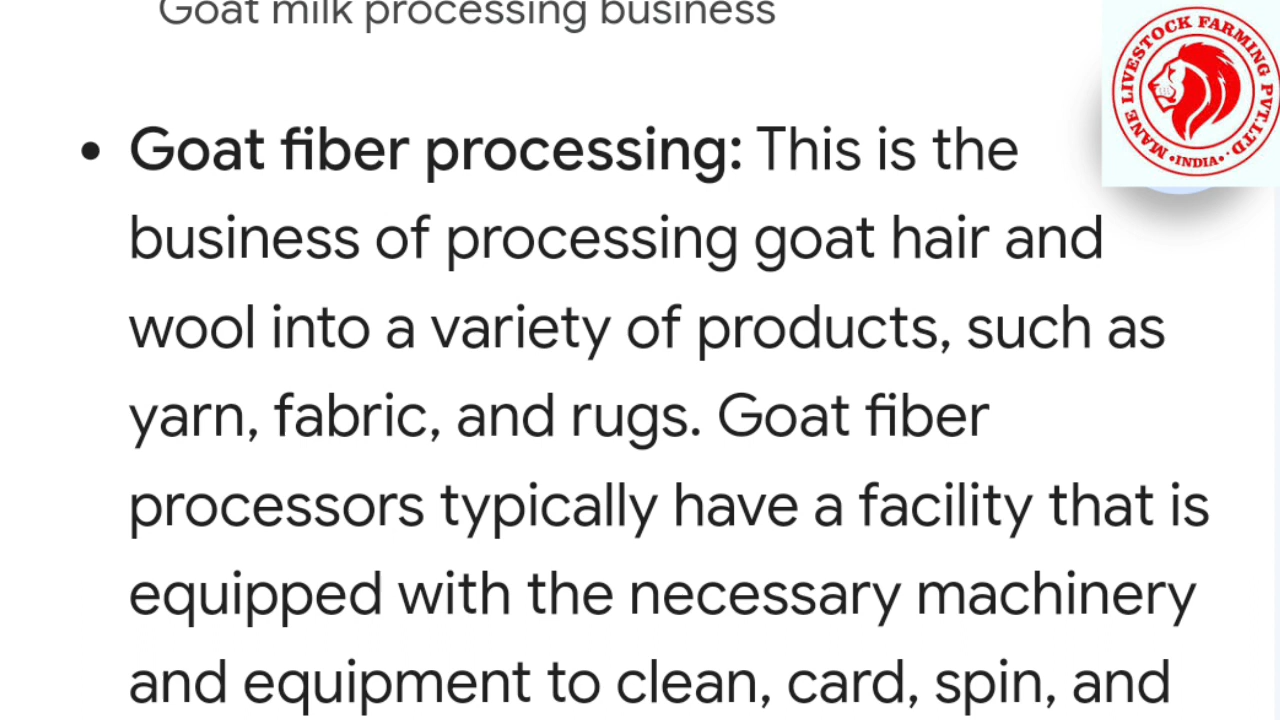 Goat milk processing business
MANE LIVESTOCK FARMING PVT.LTD
•INDIA•
• Goat fiber processing: This is the
business of processing goat hair and
wool into a variety of products, such as
yarn, fabric, and rugs. Goat fiber
processors typically have a facility that is
equipped with the necessary machinery
and equipment to clean, card, spin, and